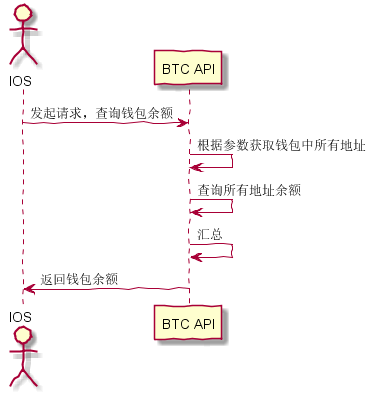 IOS
BTC API
发起请求，查询钱包余额
根据参数获取钱包中所有地址
查询所有地址余额
汇总
返回钱包余额
IOS
BTC API